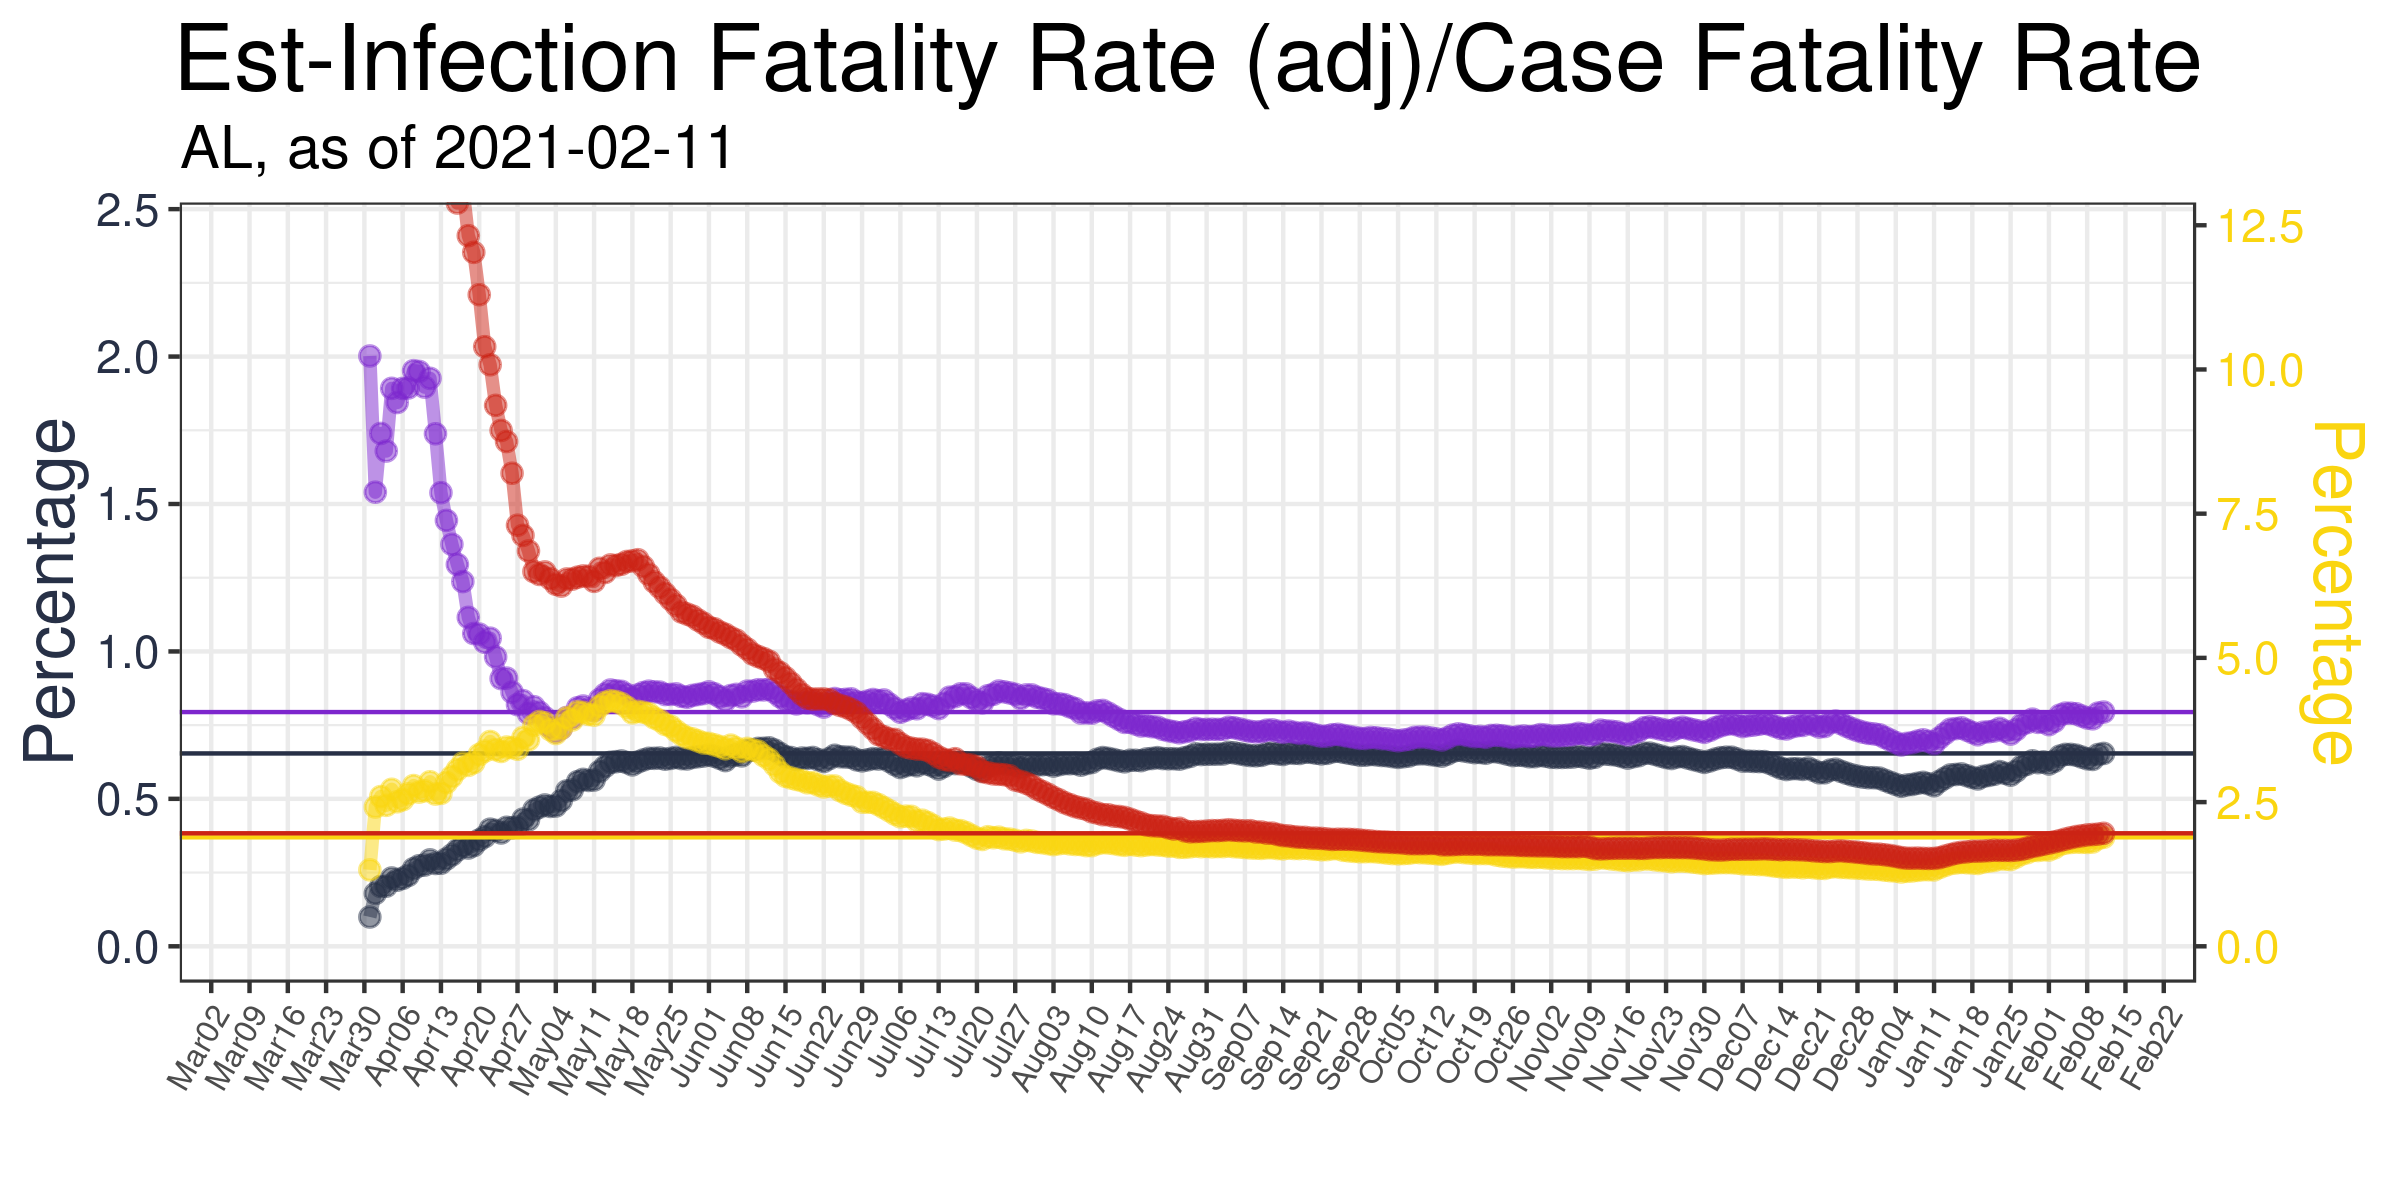 Est-Infection Fatality Rate (adj)/Case Fatality Rate
AL, as of 2021-02-11
Percentage
2.5
2.0
1.5
1.0
0.5
0.0
12.5
10.0
7.5
5.0
2.5
0.0
Percentage
Mar02
Mar09
Mar16
Mar23
Mar30
Apr06
Apr13
Apr20
Apr27
May04
May11
May18
May25
Jun01
Jun08
Jun15
Jun22
Jun29
Jul06
Jul13
Jul20
Jul27
Aug03
Aug10
Aug17
Aug24
Aug31
Sep07
Sep14
Sep21
Sep28
Oct05
Oct12
Oct19
Oct26
Nov02
Nov09
Nov16
Nov23
Nov30
Dec07
Dec14
Dec21
Dec28
Jan04
Jan11
Jan18
Jan25
Feb01
Feb08
Feb15
Feb22